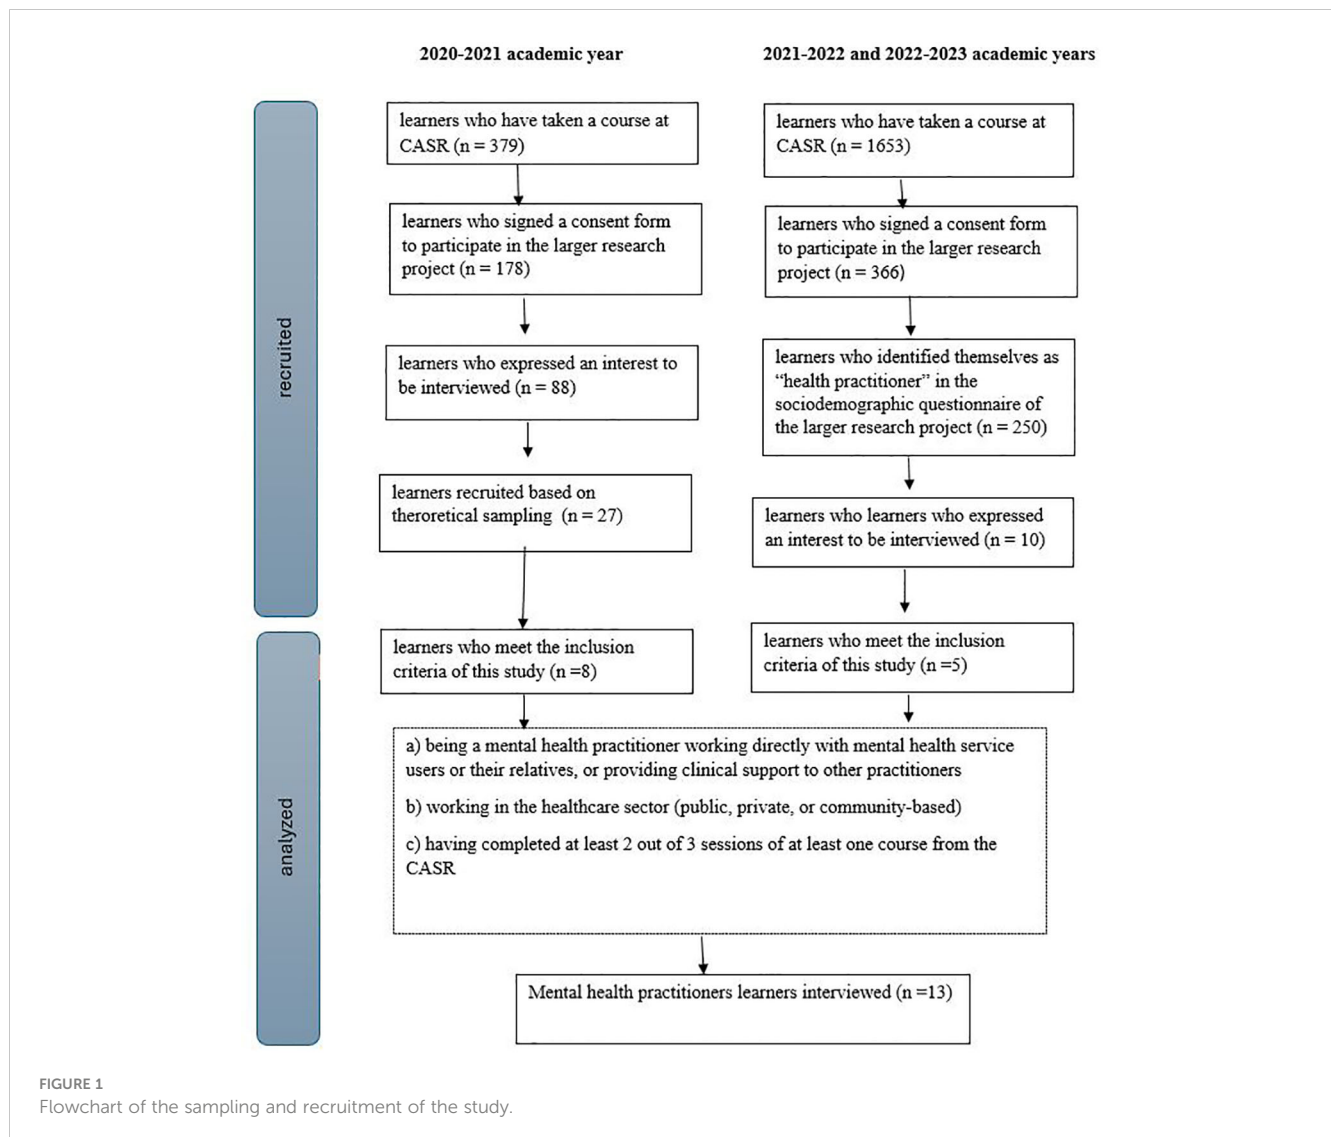 2020-2021 academic year
learners who have taken a course at
CASR (n = 379)
learners who signed a consent form
to participate in the larger research
project (n = 178)
learners who expressed an interest to
be interviewed (n = 88)
learners recruited based on
theroretical sampling (n = 27)
learners who meet the inclusion
criteria of this study (n =8)
2021-2022 and 2022-2023 academic years
learners who have taken a course at
CASR (n = 1653)
learners who signed a consent form
to participate in the larger research
project (n = 366)
learners who identified themselves as
“health practitioner” in the
sociodemographic questionnaire of
the larger research project (n = 250)
learners who learners who expressed
an interest to be interviewed (n = 10)
learners who meet the inclusion
criteria of this study (n =5)
recruited
analyzed
a) being a mental health practitioner working directly with mental health service
users or their relatives, or providing clinical support to other practitioners
b) working in the healthcare sector (public, private, or community-based)
c) having completed at least 2 out of 3 sessions of at least one course from the
CASR
Mental health practitioners learners interviewed (n =13)
FIGURE 1
Flowchart of the sampling and recruitment of the study.